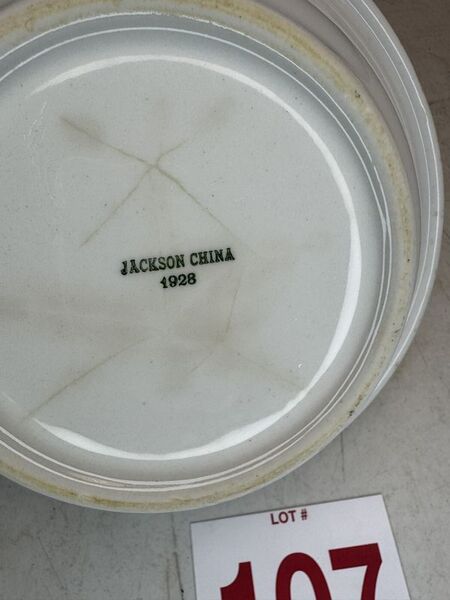 JACKSON CHINA
1928
LOT #
107